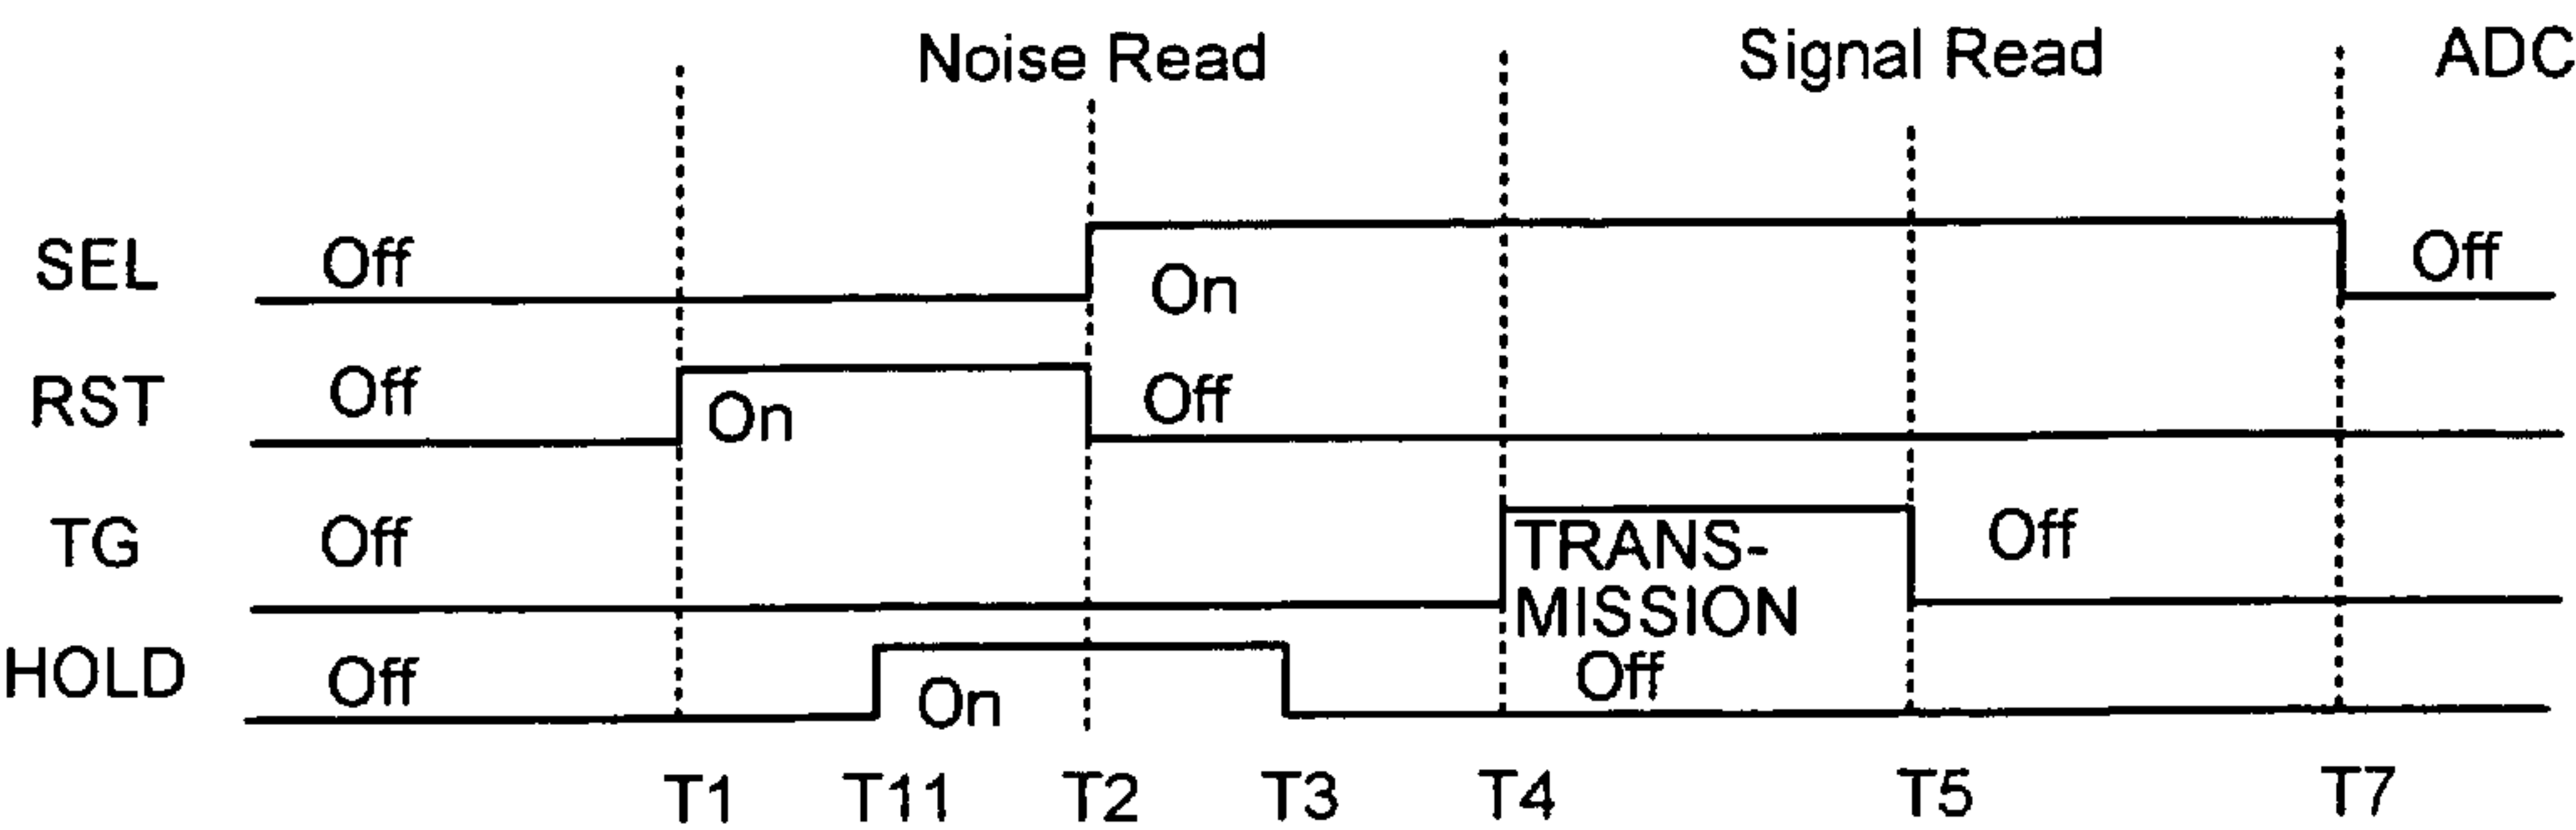 Noise Read Signal Read ADC
SEL Off On Off
RST Off On Off
TG Off TRANS-
MISSION Off
HOLD Off On Off
T1 T11 T2 T3 T4 T5 T7